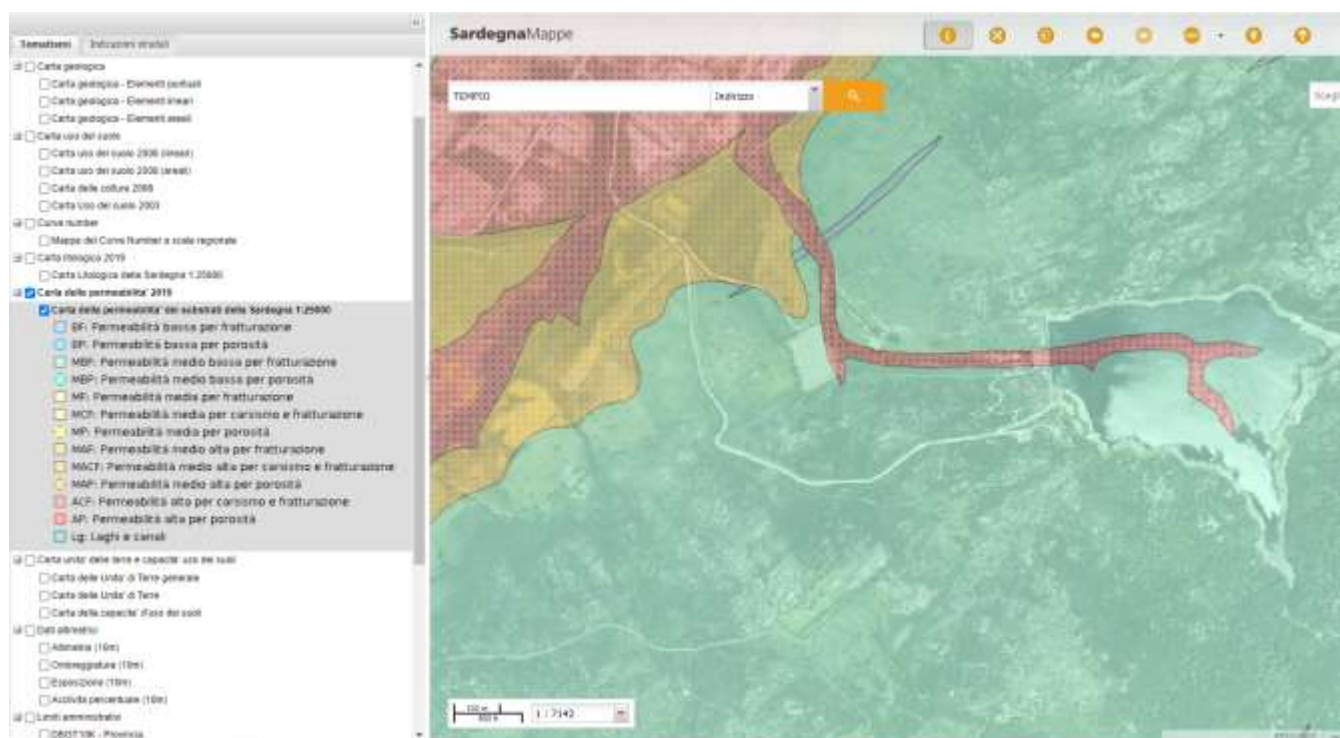 Tematismi Indicazioni stradali
Carta geologica
Carta geologica - Elementi puntuali
Carta geologica - Elementi lineari
Carta geologica - Elementi areali
Carta uso del suolo
Carta uso del suolo 2008 (lineari)
Carta uso del suolo 2008 (areali)
Carta delle colture 2008
Carta Uso del suolo 2003
Curve number
Mappa del Curve Number a scala regionale
Carta litologica 2019
Carta Litologica della Sardegna 1:25000
Carta della permeabilita' 2019
Carta della permeabilita' dei substrati della Sardegna 1:25000
BF: Permeabilità bassa per fratturazione
BP: Permeabilità bassa per porosità
MBF: Permeabilità medio bassa per fratturazione
MBP: Permeabilità medio bassa per porosità
MF: Permeabilità media per fratturazione
MCF: Permeabilità media per carsismo e fratturazione
MP: Permeabilità media per porosità
MAF: Permeabilità medio alta per fratturazione
MACF: Permeabilità medio alta per carsismo e fratturazione
MAP: Permeabilità medio alta per porosità
ACF: Permeabilità alta per carsismo e fratturazione
AP: Permeabilità alta per porosità
Lg: Laghi e canali
Carta unita' delle terre e capacita' uso dei suoli
Carta delle Unita' di Terre generale
Carta delle Unita' di Terre
Carta della capacita' d'uso dei suoli
Dati altimetrici
Altimetria (10m)
Ombreggiatura (10m)
Esposizione (10m)
Acclività percentuale (10m)
Limiti amministrativi
DBGT10K - Provincia
SardegnaMappe
TEMPIO Indirizzo
Scegli
1 : 7142